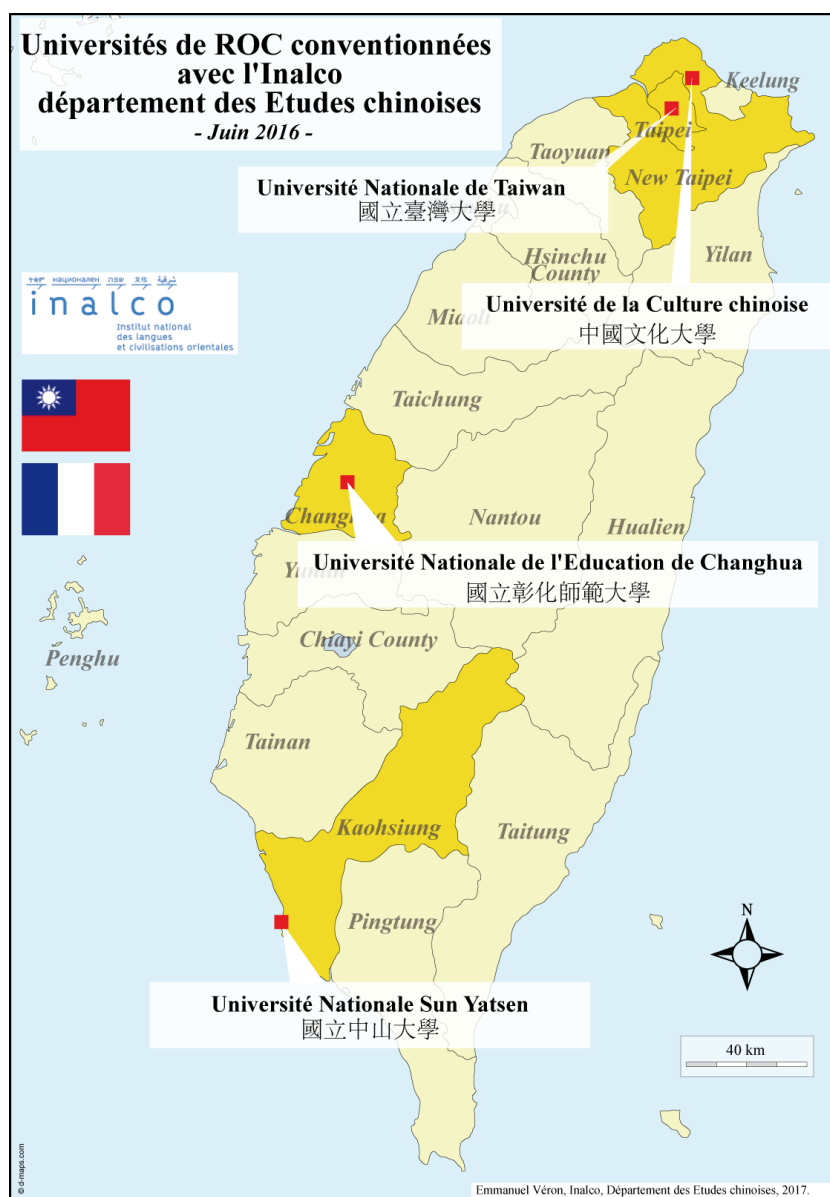 Universités de ROC conventionnées
avec l'Inalco
département des Etudes chinoises
- Juin 2016 -
Keelung
Taipei
Taoyuan
New Taipei
Université Nationale de Taiwan
國立臺灣大學
Hsinchu
County
Yilan
Université de la Culture chinoise
中國文化大學
Miaoli
национален
文化
inalco
Institut national
des langues
et civilisations orientales
Taichung
Changhua
Nantou
Hualien
Université Nationale de l'Education de Changhua
國立彰化師範大學
Yunlin
Chiayi County
Penghu
Tainan
Kaohsiung
Taitung
Pingtung
Université Nationale Sun Yatsen
國立中山大學
N
40 km
© d-maps.com
Emmanuel Véron, Inalco, Département des Etudes chinoises, 2017.